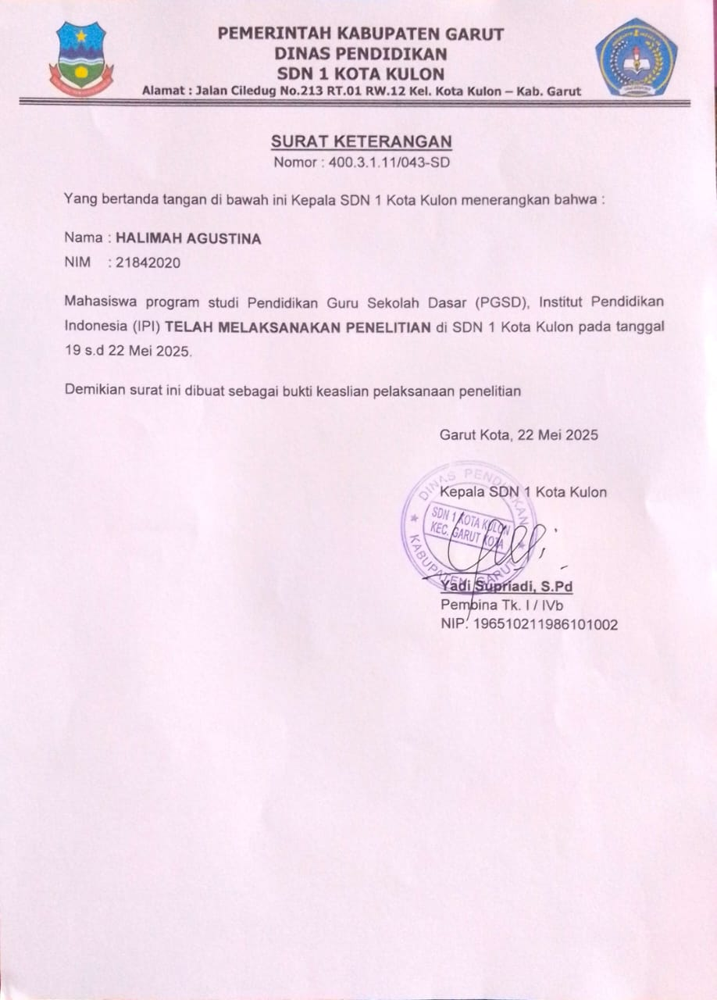 PEMERINTAH KABUPATEN GARUT
DINAS PENDIDIKAN
SDN 1 KOTA KULON
Alamat : Jalan Ciledug No.213 RT.01 RW.12 Kel. Kota Kulon – Kab. Garut
SURAT KETERANGAN
Nomor : 400.3.1.11/043-SD
Yang bertanda tangan di bawah ini Kepala SDN 1 Kota Kulon menerangkan bahwa :
Nama : HALIMAH AGUSTINA
NIM : 21842020
Mahasiswa program studi Pendidikan Guru Sekolah Dasar (PGSD), Institut Pendidikan
Indonesia (IPI) TELAH MELAKSANAKAN PENELITIAN di SDN 1 Kota Kulon pada tanggal
19 s.d 22 Mei 2025.
Demikian surat ini dibuat sebagai bukti keaslian pelaksanaan penelitian
Garut Kota, 22 Mei 2025
Kepala SDN 1 Kota Kulon
DINAS PENDIDIKAN
SDN 1 KOTA KULON
KEC. GARUT KOTA
KABUPATEN GARUT
Yadi Supriadi, S.Pd
Pembina Tk. I / IVb
NIP. 196510211986101002